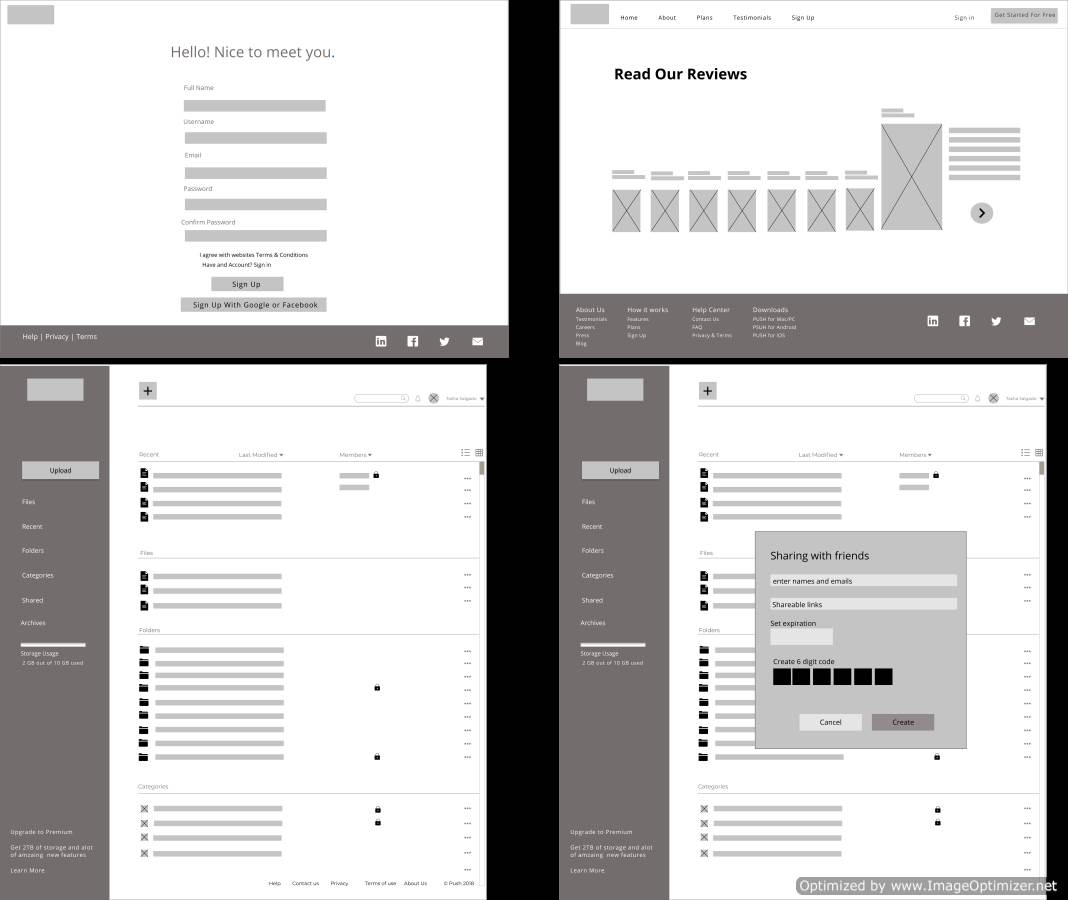 Hello! Nice to meet you.
Full Name
Username
Email
Password
Confirm Password
I agree with websites Terms & Conditions
Have and Account? Sign in
Sign Up
Sign Up With Google or Facebook
Help | Privacy | Terms
Home About Plans Testimonials Sign Up Sign in Get Started For Free
Read Our Reviews
About Us How it works Help Center Downloads
Testimonials Features Contact Us PUSH for Mac/PC
Careers Plans FAQ PSUH for Android
Press Sign Up Privacy & Terms PUSH for IOS
Blog
Upload
Files
Recent
Folders
Categories
Shared
Archives
Storage Usage
2 GB out of 10 GB used
Upgrade to Premium
Get 2TB of storage and alot
of amzaing new features
Learn More
Salgado
Recent Last Modified Members
Files
Folders
Categories
Help Contact us Privacy Terms of use About Us © Push 2018
Upload
Files
Recent
Folders
Categories
Shared
Archives
Storage Usage
2 GB out of 10 GB used
Upgrade to Premium
Get 2TB of storage and alot
of amzaing new features
Learn More
Salgado
Recent Last Modified Members
Files
Folders
Categories
Sharing with friends
enter names and emails
Shareable links
Set expiration
Create 6 digit code
Cancel Create
Optimized by www.ImageOptimizer.net